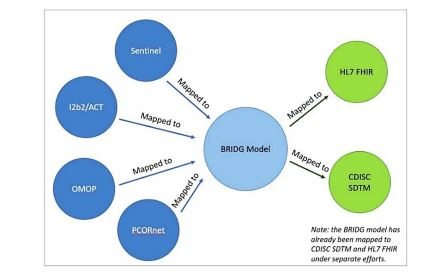 Sentinel
Mapped to
HL7 FHIR
I2b2/ACT
Mapped to
Mapped to
BRIDG Model
Mapped to
Mapped to
OMOP
CDISC
SDTM
Mapped to
PCORnet
Note: the BRIDG model has
already been mapped to
CDISC SDTM and HL7 FHIR
under separate efforts.